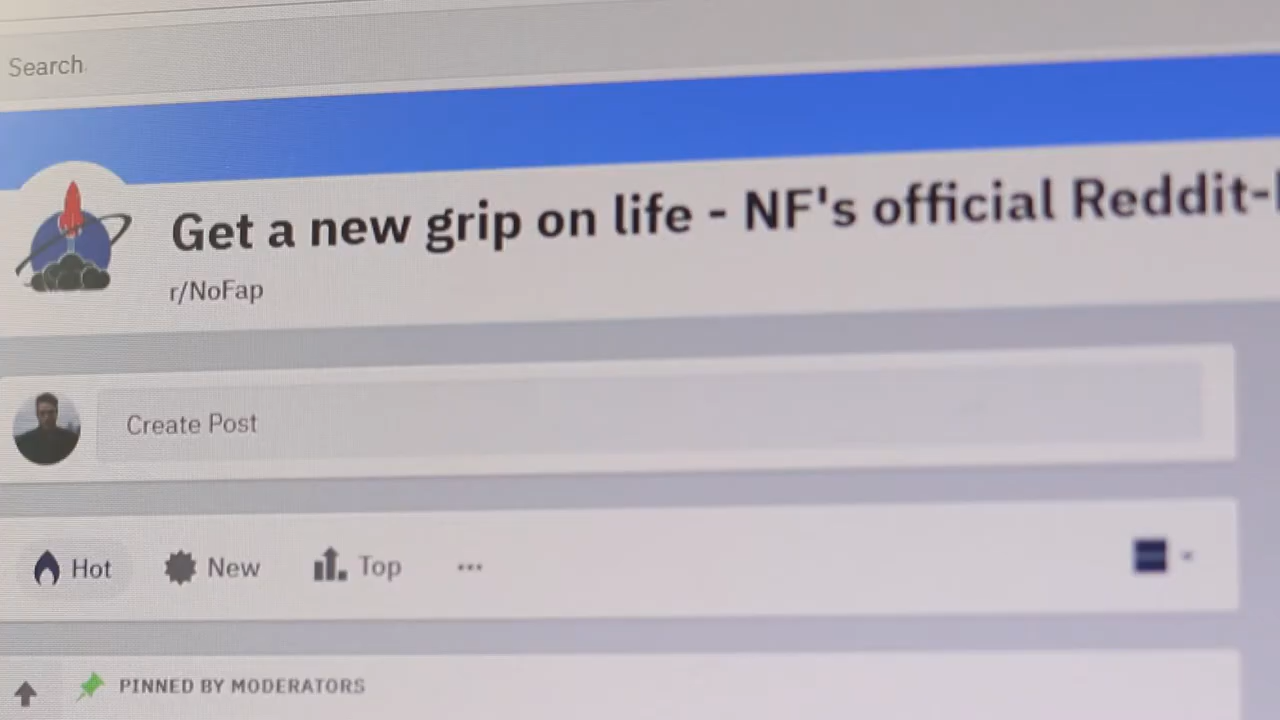 Search
Get a new grip on life - NF's official Reddit-
r/NoFap
Create Post
Hot
New
Top
...
PINNED BY MODERATORS